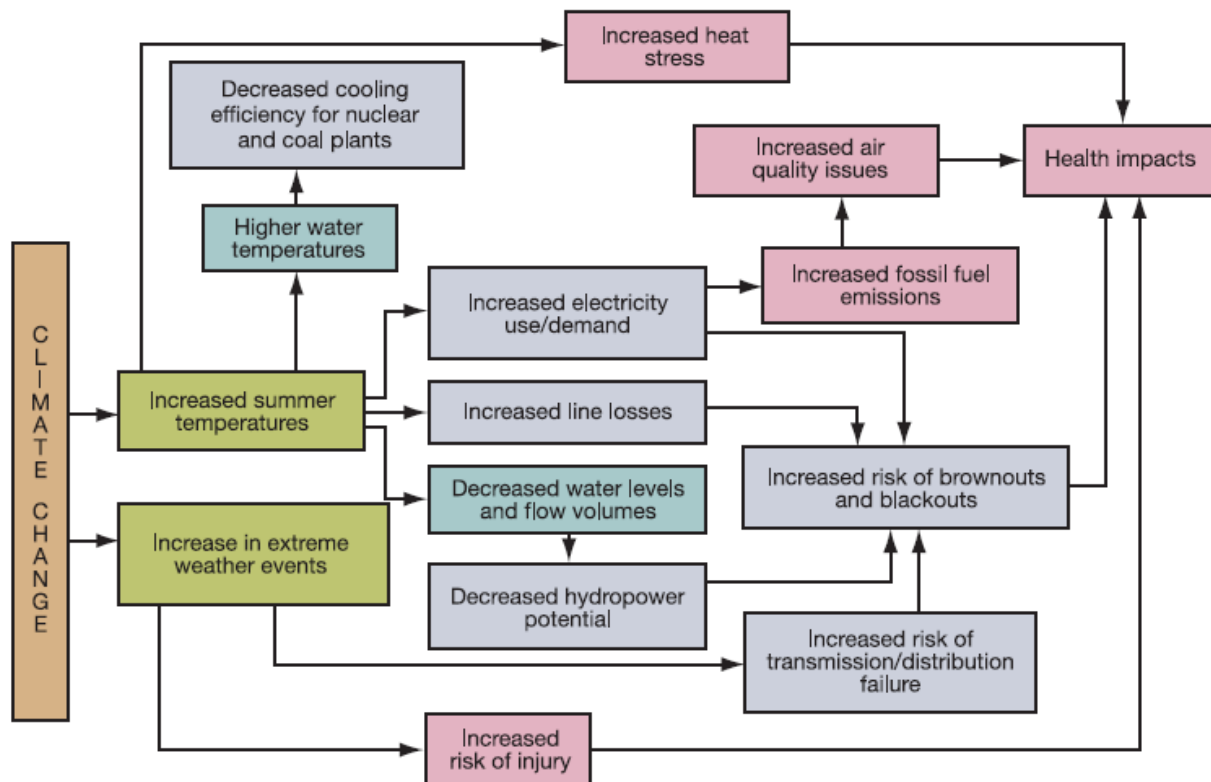 Increased heat
stress
Decreased cooling
efficiency for nuclear
and coal plants
Increased air
quality issues
Health impacts
Higher water
temperatures
Increased electricity
use/demand
Increased fossil fuel
emissions
CLIMATE CHANGE
Increased summer
temperatures
Increased line losses
Decreased water levels
and flow volumes
Increased risk of brownouts
and blackouts
Increase in extreme
weather events
Decreased hydropower
potential
Increased risk of
transmission/distribution
failure
Increased
risk of injury